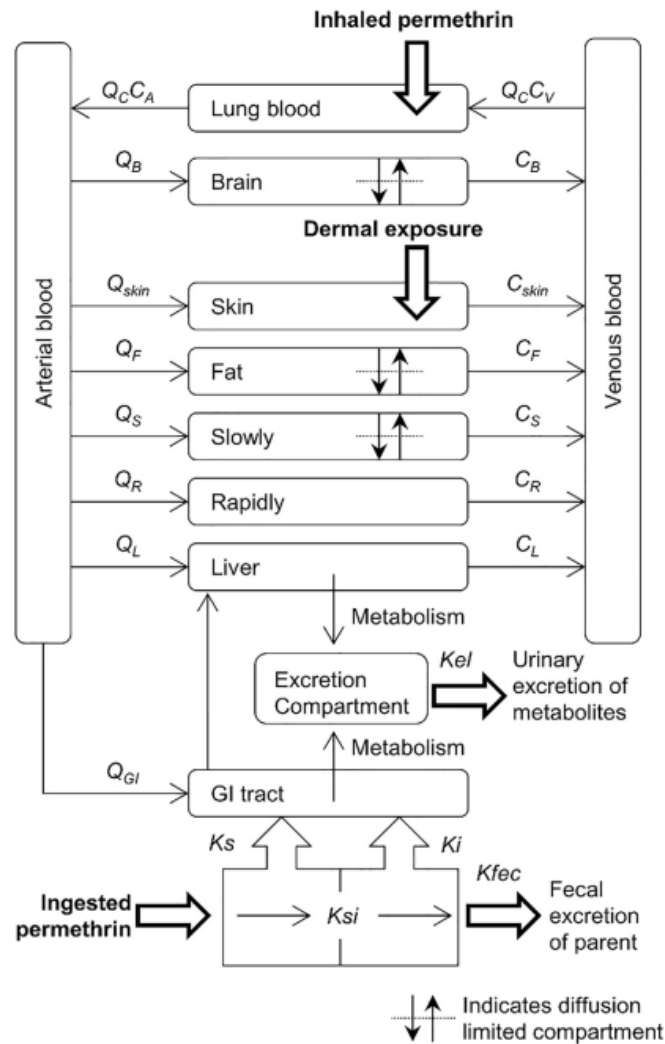 Inhaled permethrin
Q_C C_A
Lung blood
Q_C C_V
Q_B
Brain
C_B
Dermal exposure
Q_skin
Skin
C_skin
Arterial blood
Venous blood
Q_F
Fat
C_F
Q_S
Slowly
C_S
Q_R
Rapidly
C_R
Q_L
Liver
C_L
Metabolism
Excretion
Compartment
Kel
Urinary
excretion of
metabolites
Metabolism
Q_GI
GI tract
Ks
Ki
Ingested
permethrin
Ksi
Kfec
Fecal
excretion
of parent
Indicates diffusion
limited compartment